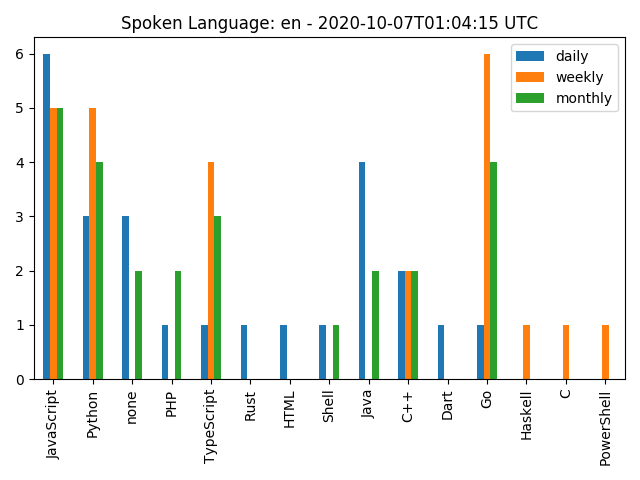 Spoken Language: en - 2020-10-07T01:04:15 UTC
daily
weekly
monthly
6
5
4
3
2
1
0
JavaScript
Python
none
PHP
TypeScript
Rust
HTML
Shell
Java
C++
Dart
Go
Haskell
C
PowerShell